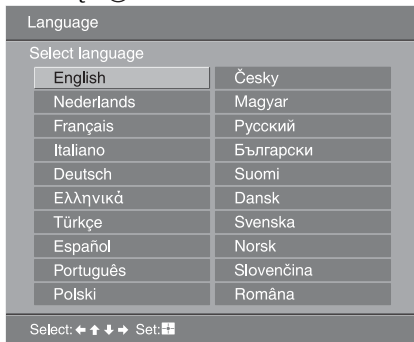 Language
Select language
English
Nederlands
Français
Italiano
Deutsch
Ελληνικά
Türkçe
Español
Português
Polski
Česky
Magyar
Русский
Български
Suomi
Dansk
Svenska
Norsk
Slovenčina
Româna
Select: ← ↑ ↓ → Set: